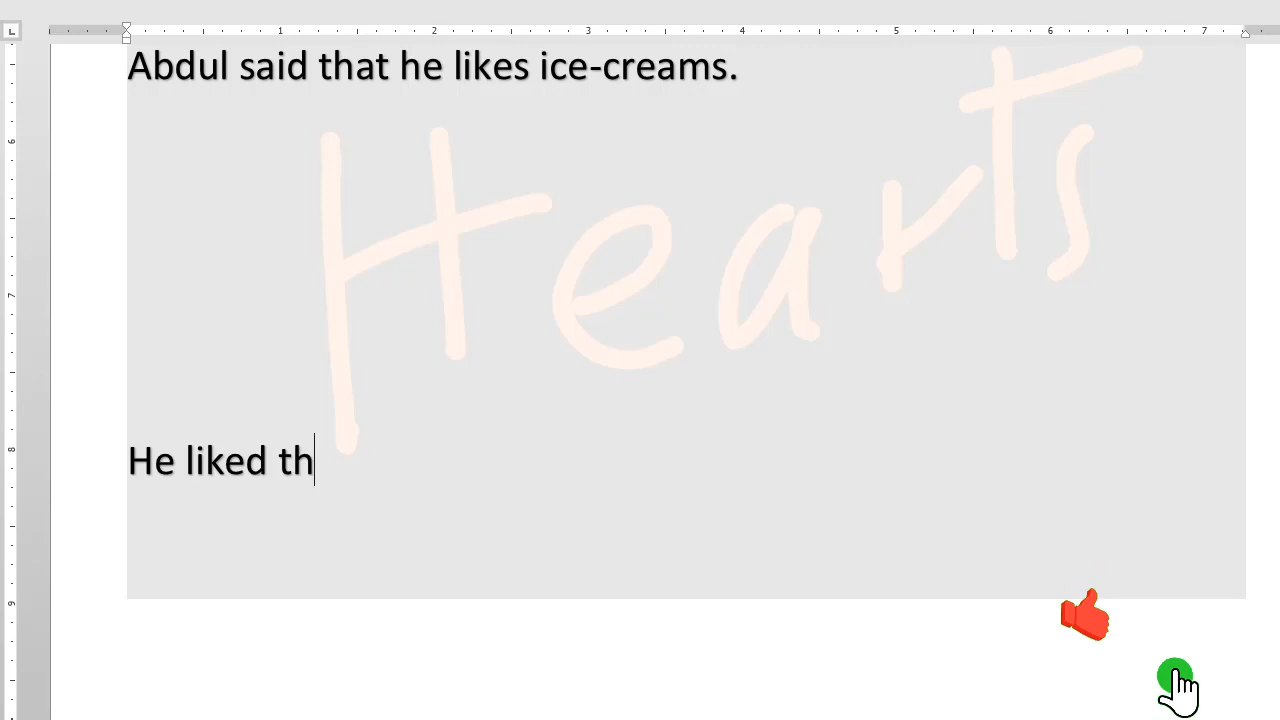 Abdul said that he likes ice-creams.
Hearts
He liked th